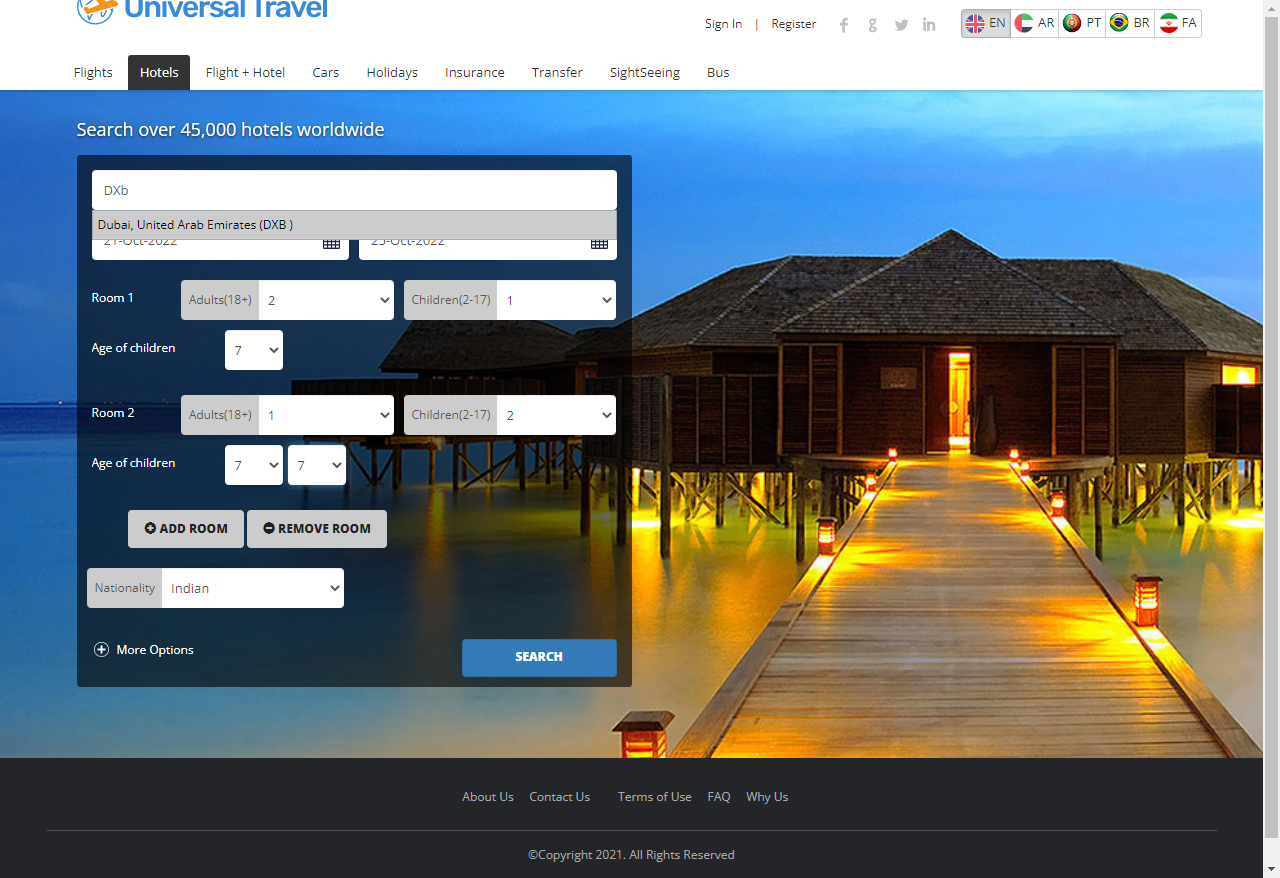 Universal Travel
Sign In | Register
EN AR PT BR FA
Flights Hotels Flight + Hotel Cars Holidays Insurance Transfer SightSeeing Bus
Search over 45,000 hotels worldwide
DXb
Dubai, United Arab Emirates (DXB )
21-Oct-2022 25-Oct-2022
Room 1 Adults(18+) 2 Children(2-17) 1
Age of children 7
Room 2 Adults(18+) 1 Children(2-17) 2
Age of children 7 7
ADD ROOM REMOVE ROOM
Nationality Indian
More Options SEARCH
About Us Contact Us Terms of Use FAQ Why Us
©Copyright 2021. All Rights Reserved